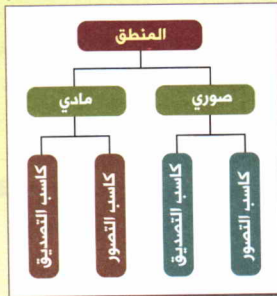 المنطق
صوري
مادي
كاسب التصور
كاسب التصديق
كاسب التصور
كاسب التصديق